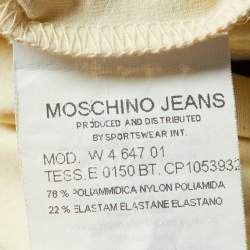 MOSCHINO JEANS
PRODUCED AND DISTRIBUTED
BY SPORTSWEAR INT.
MOD. W 4 647 01
TESS.E 0150 BT. CP1053932
78 % POLIAMMIDICA NYLON POLIAMIDA
22 % ELASTAM ELASTANE ELASTANO